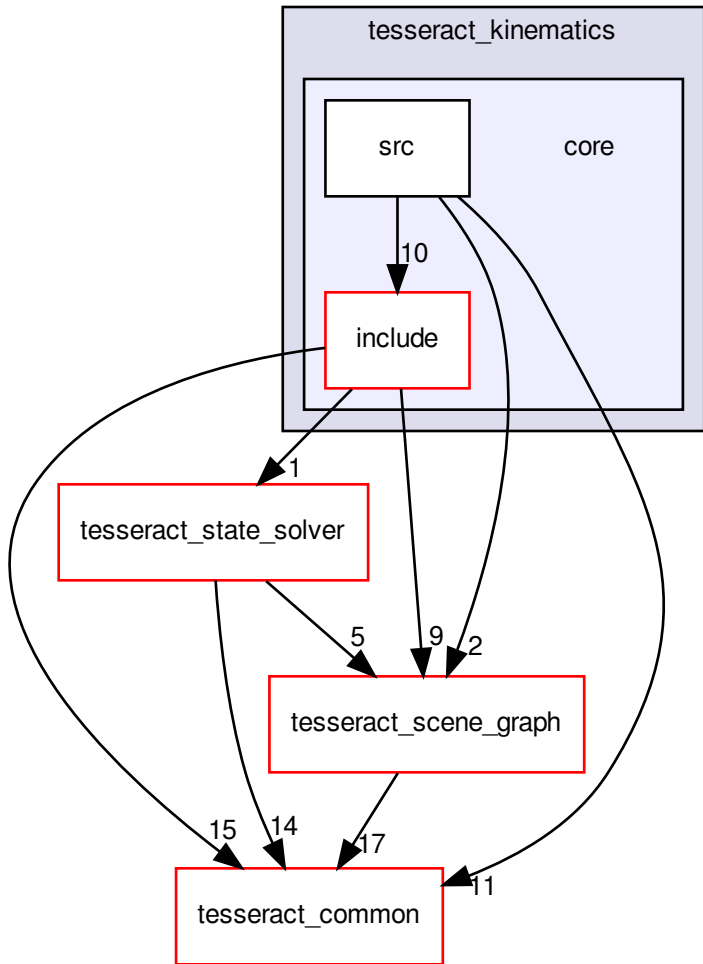 tesseract_kinematics
src
core
10
include
1
tesseract_state_solver
5
9
2
tesseract_scene_graph
15
14
17
11
tesseract_common